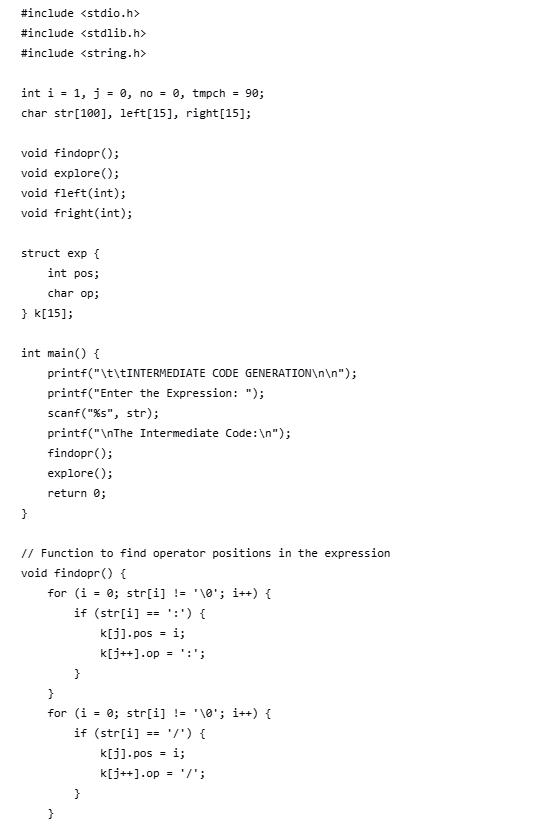 #include <stdio.h>
#include <stdlib.h>
#include <string.h>

int i = 1, j = 0, no = 0, tmpch = 90;
char str[100], left[15], right[15];

void findopr();
void explore();
void fleft(int);
void fright(int);

struct exp {
    int pos;
    char op;
} k[15];

int main() {
    printf("\t\tINTERMEDIATE CODE GENERATION\n\n");
    printf("Enter the Expression: ");
    scanf("%s", str);
    printf("\nThe Intermediate Code:\n");
    findopr();
    explore();
    return 0;
}

// Function to find operator positions in the expression
void findopr() {
    for (i = 0; str[i] != '\0'; i++) {
        if (str[i] == ':') {
            k[j].pos = i;
            k[j++].op = ':';
        }
    }
    for (i = 0; str[i] != '\0'; i++) {
        if (str[i] == '/') {
            k[j].pos = i;
            k[j++].op = '/';
        }
    }